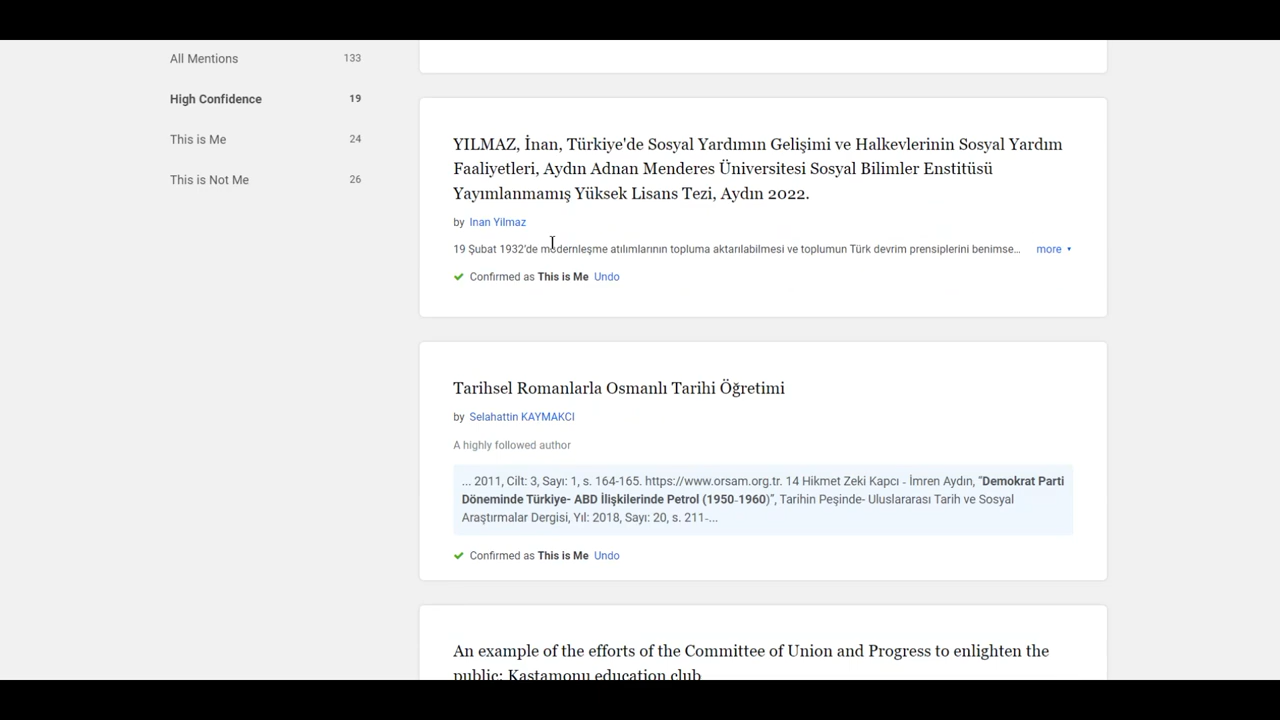 All Mentions 133
High Confidence 19
This is Me 24
This is Not Me 26
YILMAZ, İnan, Türkiye'de Sosyal Yardımın Gelişimi ve Halkevlerinin Sosyal Yardım
Faaliyetleri, Aydın Adnan Menderes Üniversitesi Sosyal Bilimler Enstitüsü
Yayımlanmamış Yüksek Lisans Tezi, Aydın 2022.
by Inan Yilmaz
19 Şubat 1932'de modernleşme atılımlarının topluma aktarılabilmesi ve toplumun Türk devrim prensiplerini benimse... more
Confirmed as This is Me Undo
Tarihsel Romanlarla Osmanlı Tarihi Öğretimi
by Selahattin KAYMAKCI
A highly followed author
... 2011, Cilt: 3, Sayı: 1, s. 164-165. https://www.orsam.org.tr. 14 Hikmet Zeki Kapcı - İmren Aydın, “Demokrat Parti
Döneminde Türkiye- ABD İlişkilerinde Petrol (1950-1960)”, Tarihin Peşinde- Uluslararası Tarih ve Sosyal
Araştırmalar Dergisi, Yıl: 2018, Sayı: 20, s. 211-...
Confirmed as This is Me Undo
An example of the efforts of the Committee of Union and Progress to enlighten the
public: Kastamonu education club